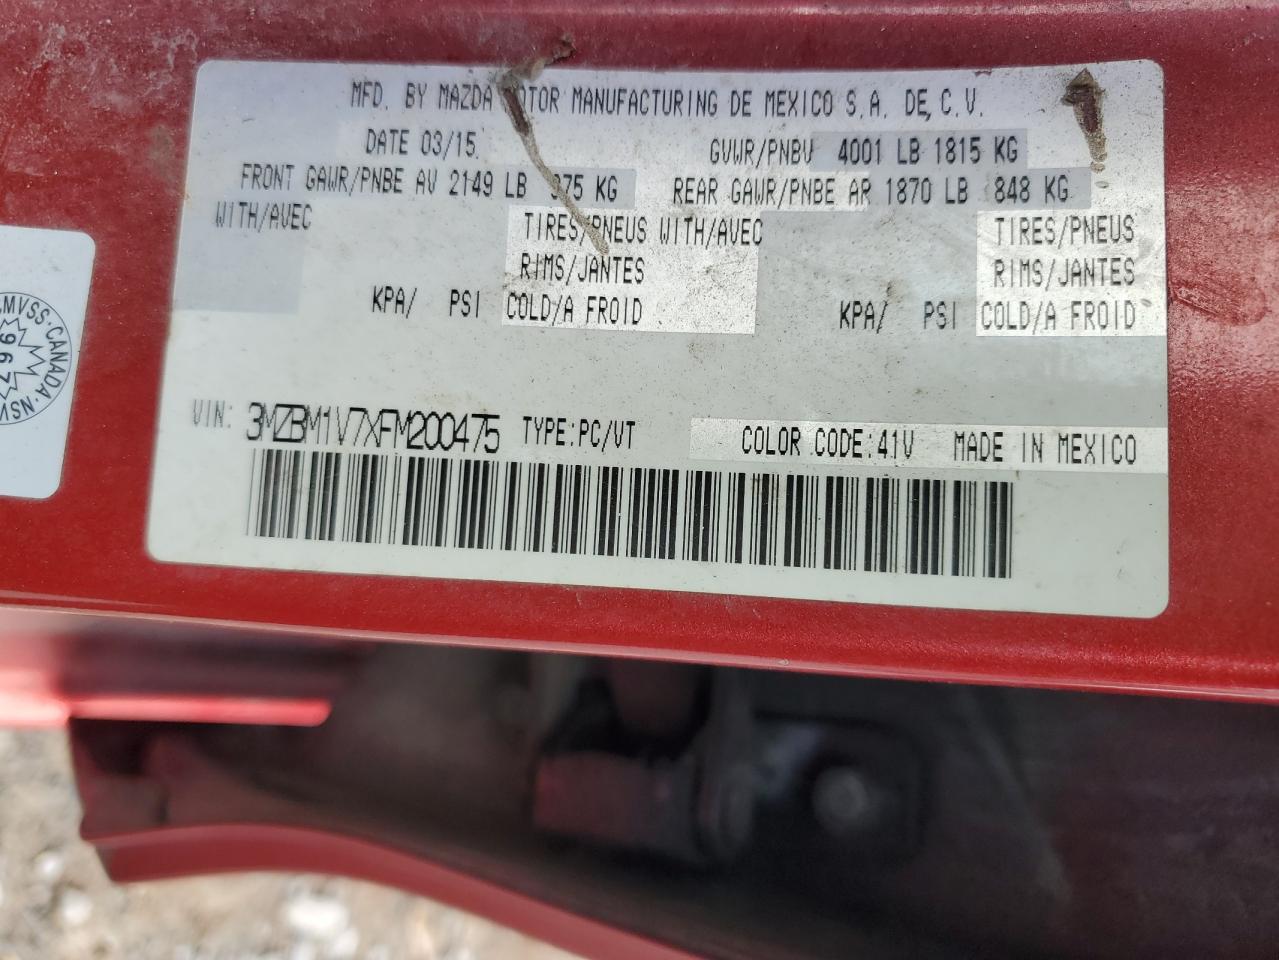 MFD. BY MAZDA MOTOR MANUFACTURING DE MEXICO S.A. DE, C.V.
DATE 03/15 GVWR/PNBV 4001 LB 1815 KG
FRONT GAWR/PNBE AV 2149 LB 975 KG REAR GAWR/PNBE AR 1870 LB 848 KG
WITH/AVEC TIRES/PNEUS WITH/AVEC TIRES/PNEUS
RIMS/JANTES RIMS/JANTES
KPA/ PSI COLD/A FROID KPA/ PSI COLD/A FROID
VIN: 3MZBM1V7XFM200475 TYPE:PC/VT COLOR CODE:41V MADE IN MEXICO
MVSS·CANADA·NSV